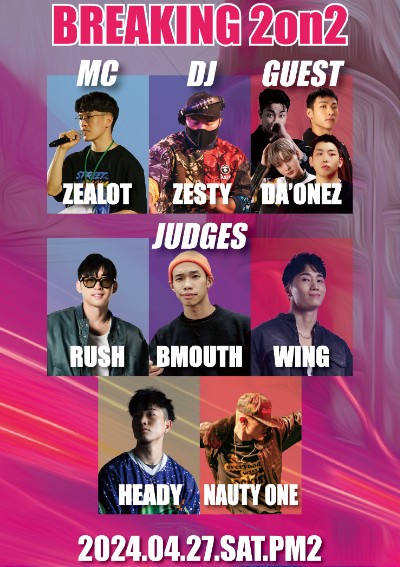 BREAKING 2on2
MC DJ GUEST
ZEALOT ZESTY DA'ONEZ
JUDGES
RUSH BMOUTH WING
HEADY NAUTY ONE
2024.04.27.SAT.PM2